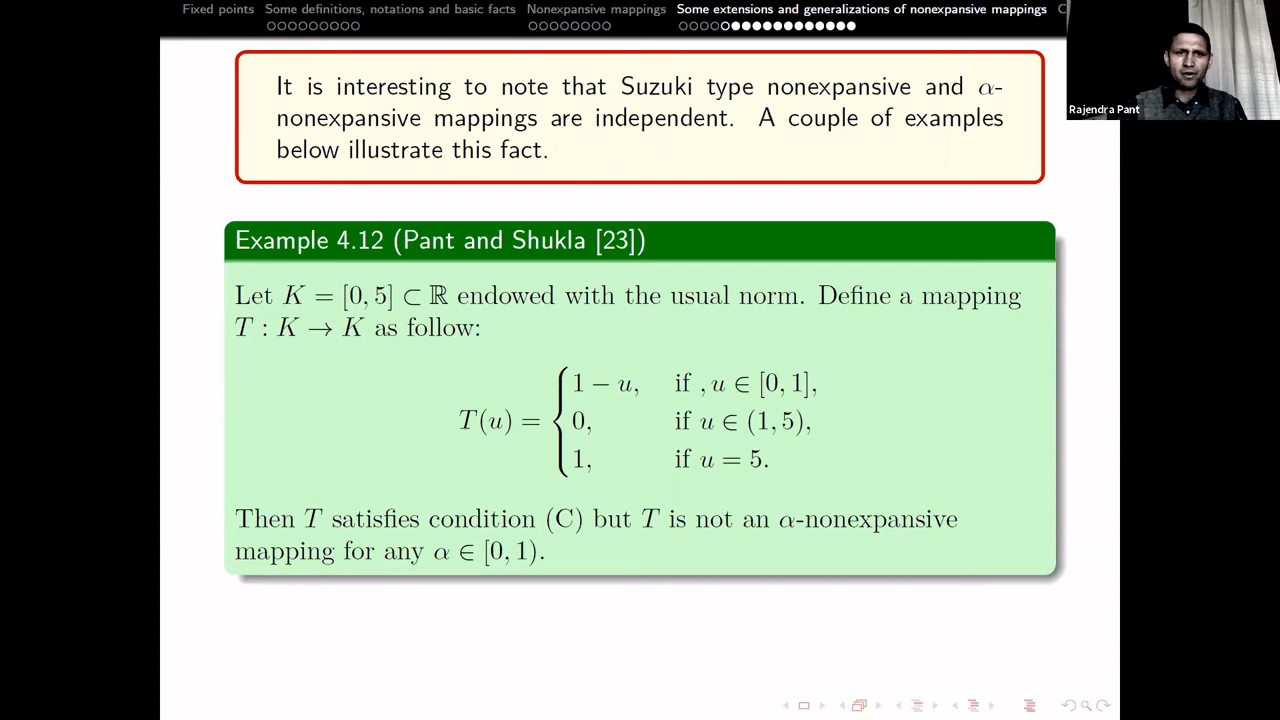 Fixed points Some definitions, notations and basic facts Nonexpansive mappings Some extensions and generalizations of nonexpansive mappings
Rajendra Pant
It is interesting to note that Suzuki type nonexpansive and α-
nonexpansive mappings are independent. A couple of examples
below illustrate this fact.
Example 4.12 (Pant and Shukla [23])
Let K = [0, 5] ⊂ ℝ endowed with the usual norm. Define a mapping
T : K → K as follow:
T(u) = { 1 − u, if , u ∈ [0, 1],
0, if u ∈ (1, 5),
1, if u = 5.
Then T satisfies condition (C) but T is not an α-nonexpansive
mapping for any α ∈ [0, 1).